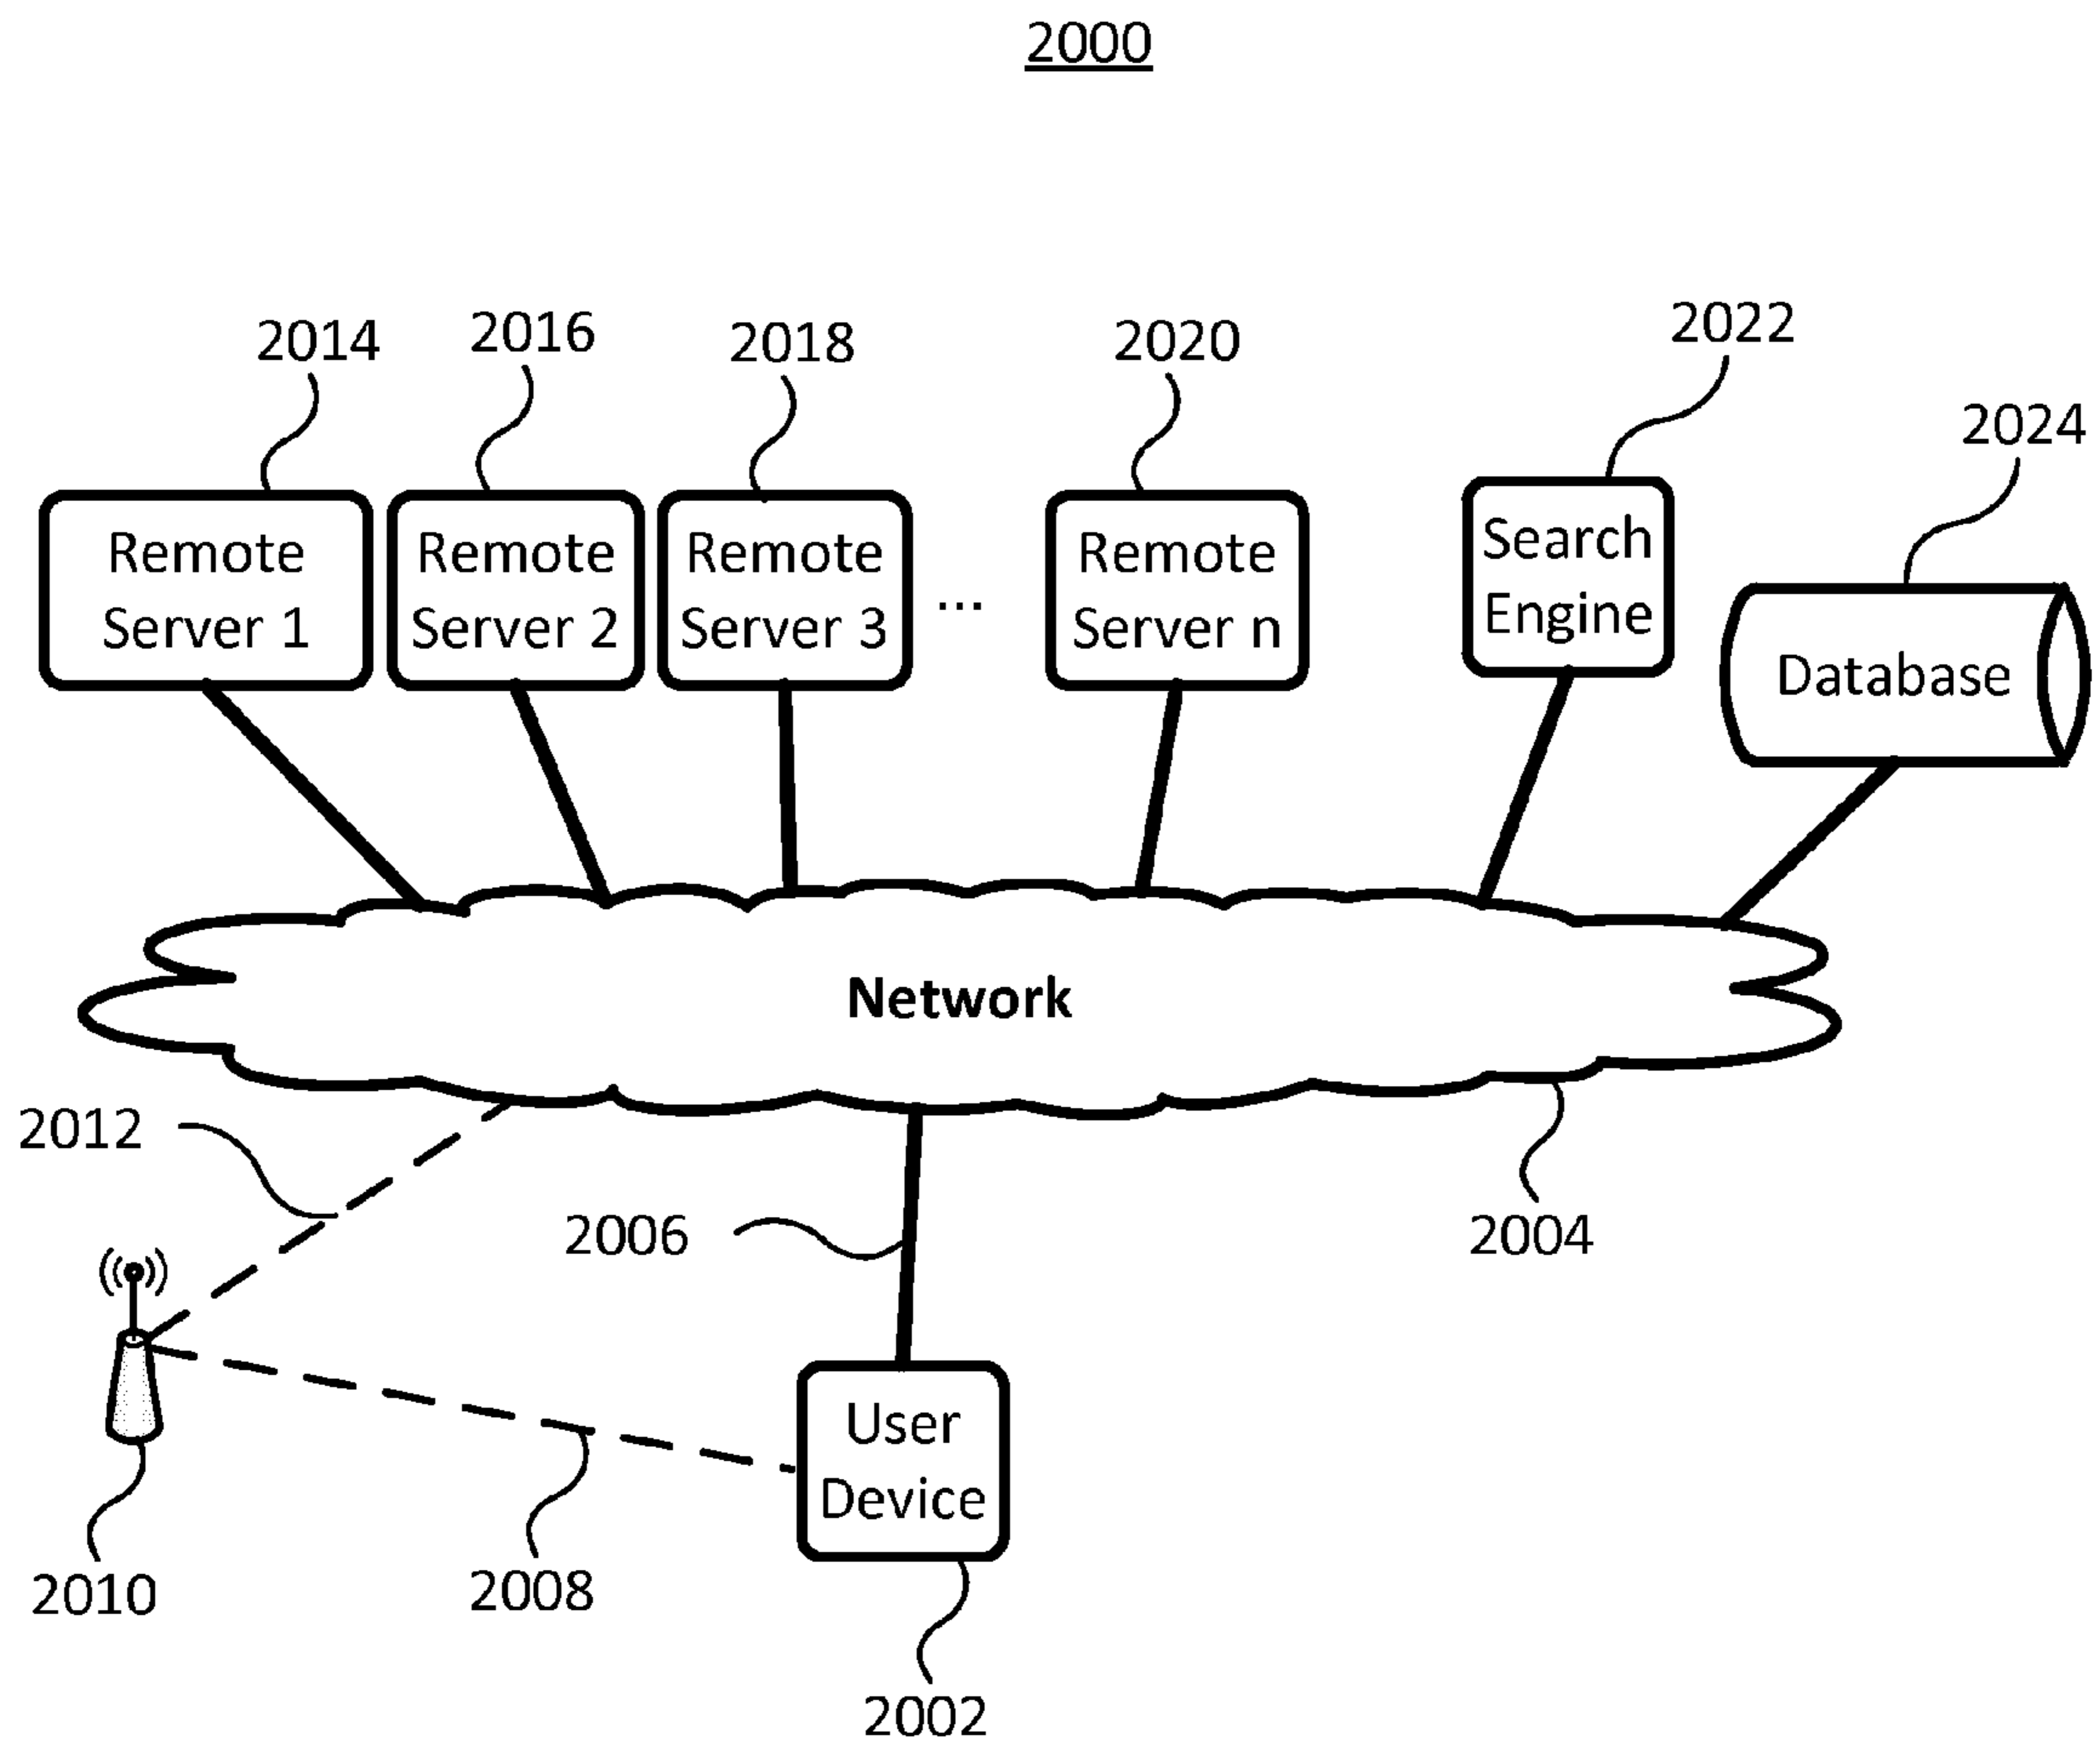 2000
2014
2016
2018
2020
2022
2024
Remote
Server 1
Remote
Server 2
Remote
Server 3
...
Remote
Server n
Search
Engine
Database
Network
2012
2006
2004
User
Device
2010
2008
2002